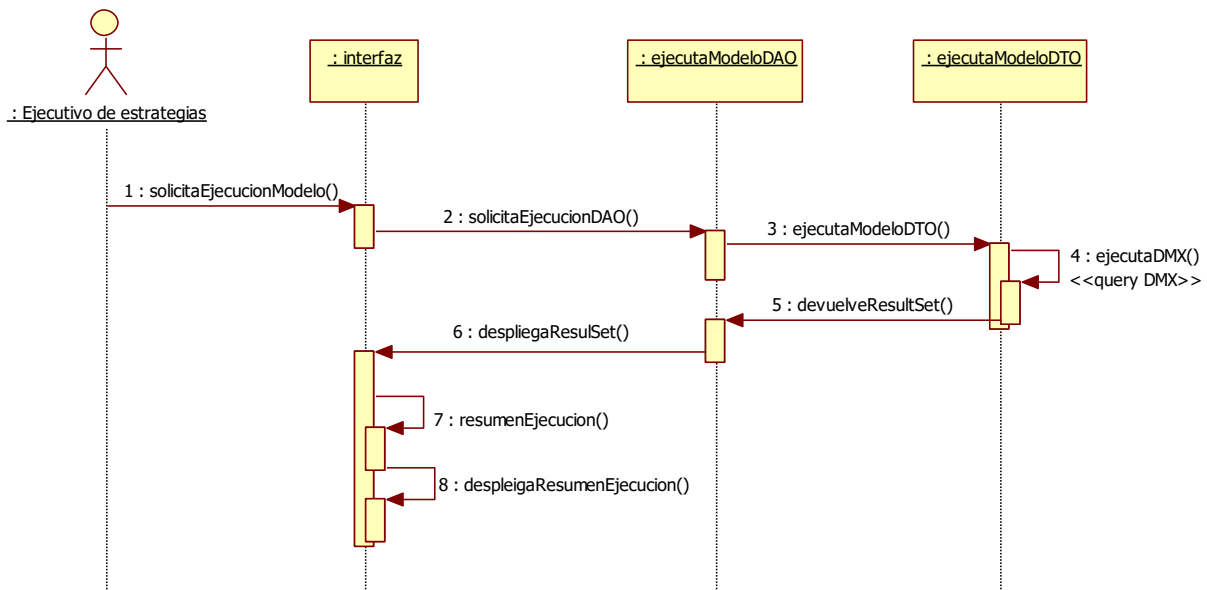 : interfaz
: ejecutaModeloDAO
: ejecutaModeloDTO
: Ejecutivo de estrategias
1 : solicitaEjecucionModelo()
2 : solicitaEjecucionDAO()
3 : ejecutaModeloDTO()
4 : ejecutaDMX()
<<query DMX>>
5 : devuelveResultSet()
6 : despliegaResulSet()
7 : resumenEjecucion()
8 : despleigaResumenEjecucion()